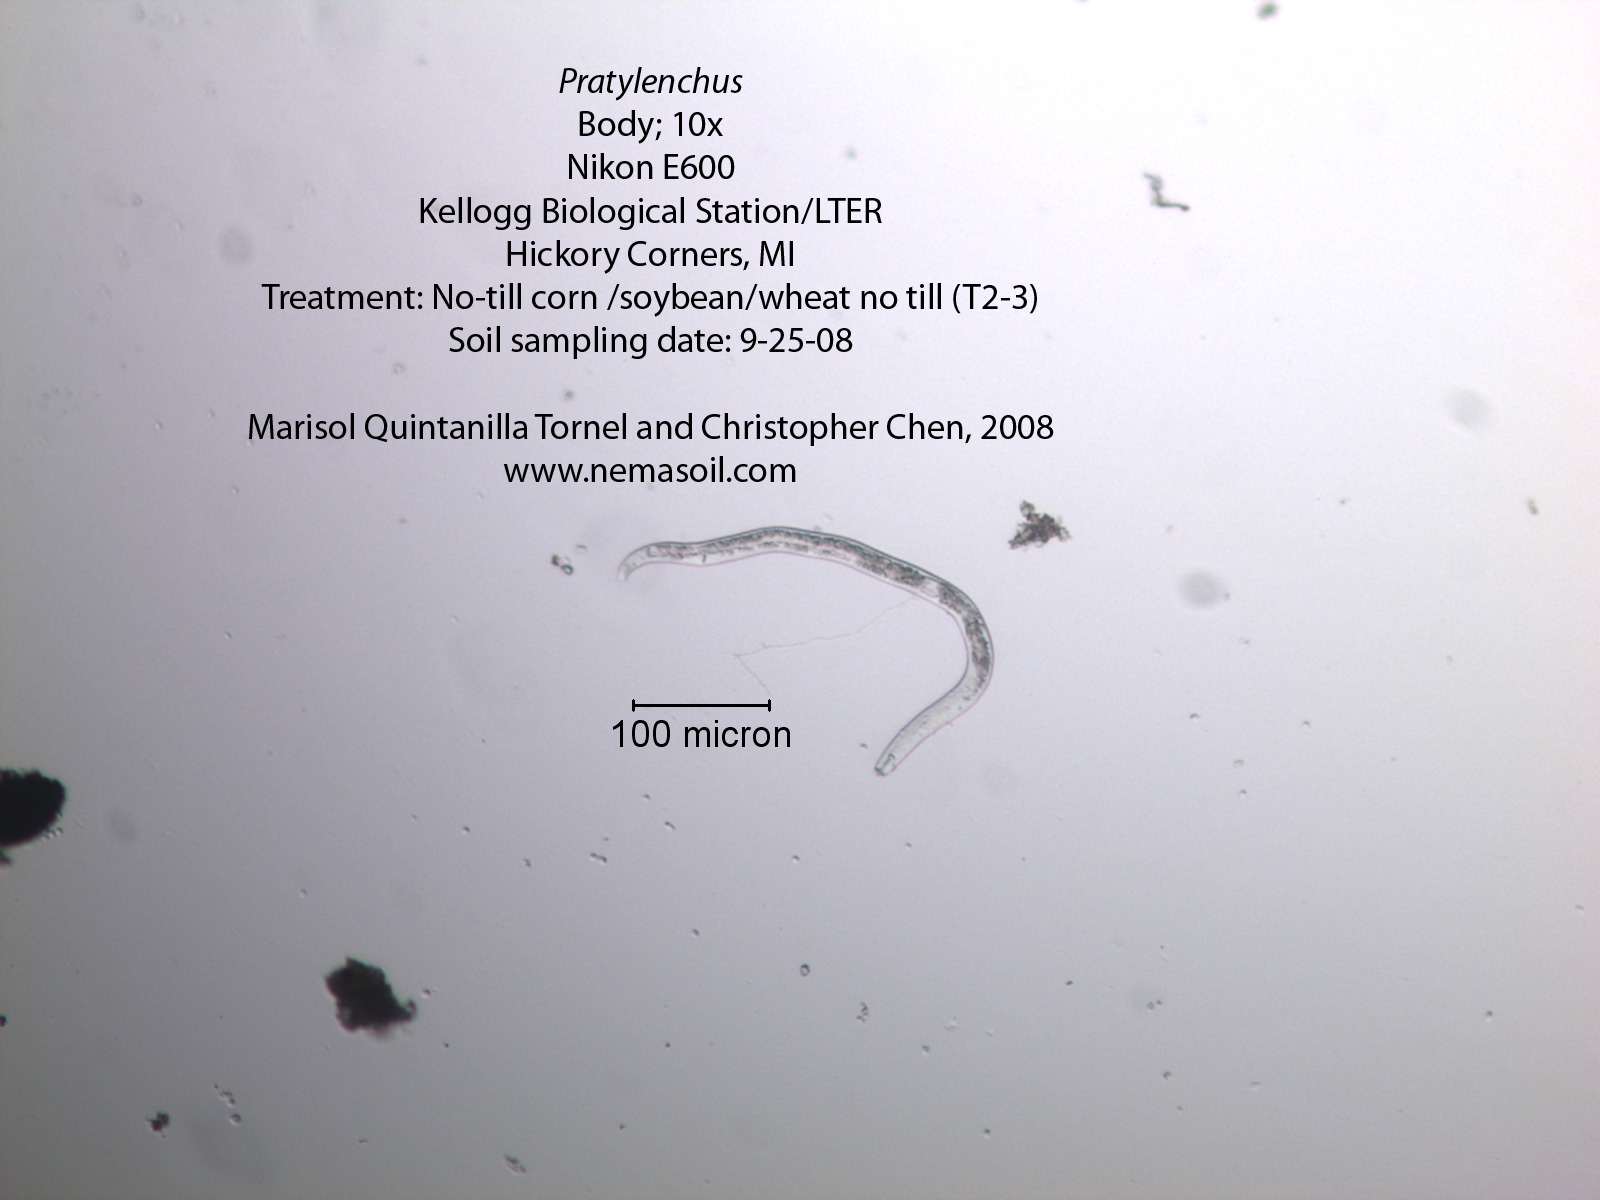 Pratylenchus
Body; 10x
Nikon E600
Kellogg Biological Station/LTER
Hickory Corners, MI
Treatment: No-till corn /soybean/wheat no till (T2-3)
Soil sampling date: 9-25-08
Marisol Quintanilla Tornel and Christopher Chen, 2008
www.nemasoil.com
100 micron